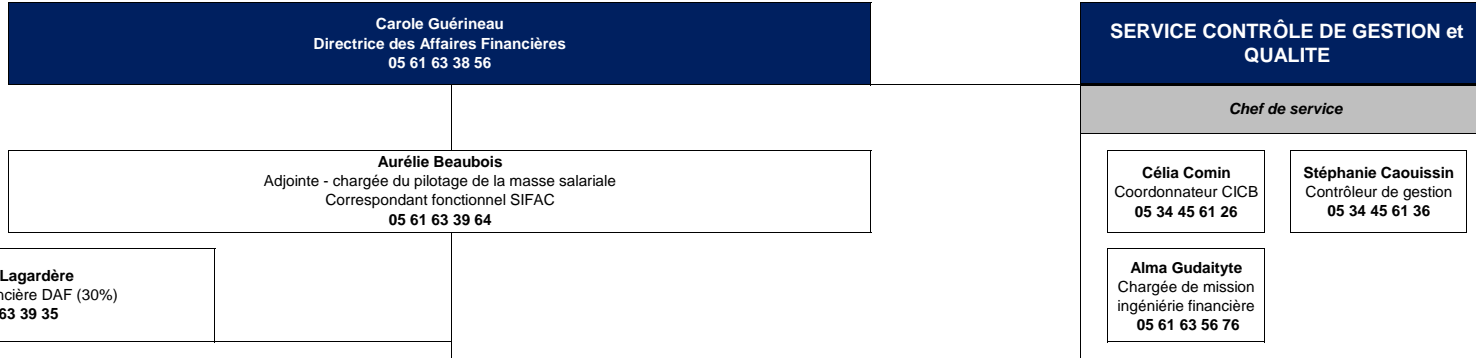 Carole Guérineau
Directrice des Affaires Financières
05 61 63 38 56
SERVICE CONTRÔLE DE GESTION et
QUALITE
Chef de service
Aurélie Beaubois
Adjointe - chargée du pilotage de la masse salariale
Correspondant fonctionnel SIFAC
05 61 63 39 64
Célia Comin
Coordonnateur CICB
05 34 45 61 26
Stéphanie Caouissin
Contrôleur de gestion
05 34 45 61 36
Lagardère
ncière DAF (30%)
63 39 35
Alma Gudaityte
Chargée de mission
ingéniérie financière
05 61 63 56 76